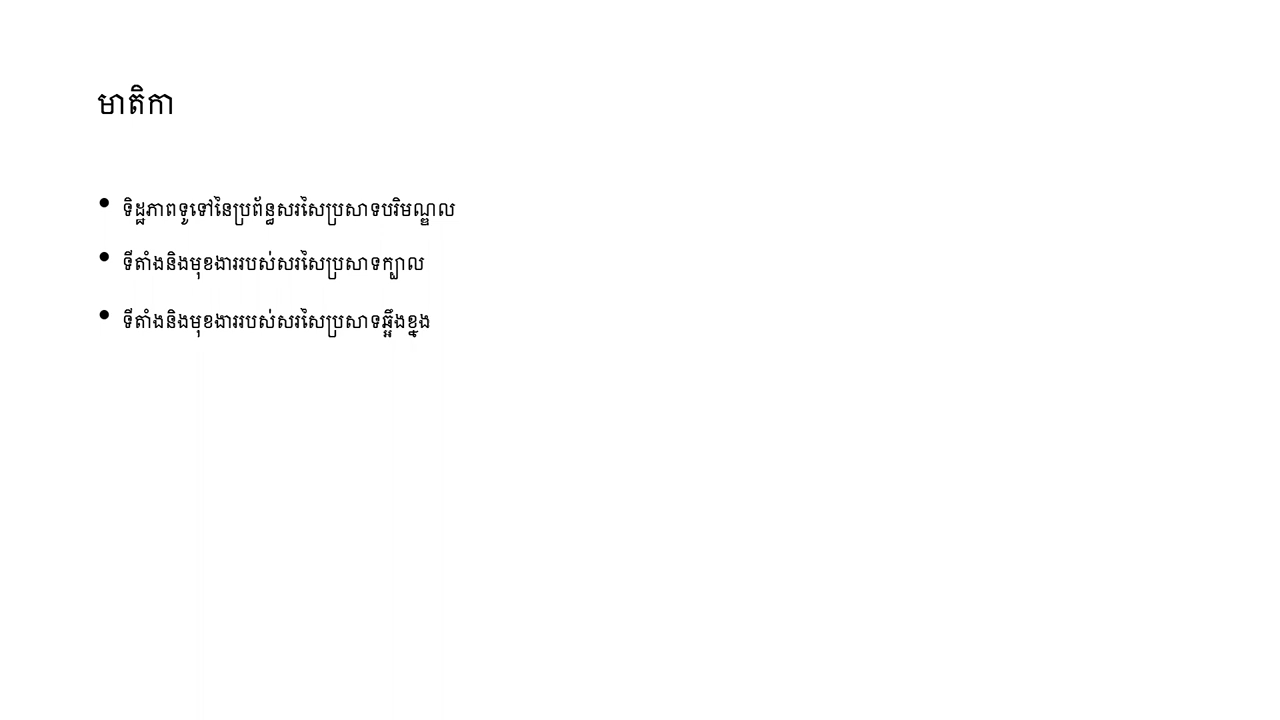 មាតិកា
• ទិដ្ឋភាពទូទៅនៃប្រព័ន្ធសរសៃប្រសាទបរិមណ្ឌល
• ទីតាំងនិងមុខងាររបស់សរសៃប្រសាទក្បាល
• ទីតាំងនិងមុខងាររបស់សរសៃប្រសាទឆ្អឹងខ្នង